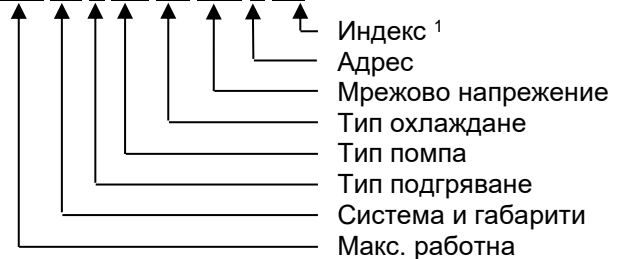 Индекс 1
Адрес
Мрежово напрежение
Тип охлаждане
Тип помпа
Тип подгряване
Система и габарити
Макс. работна